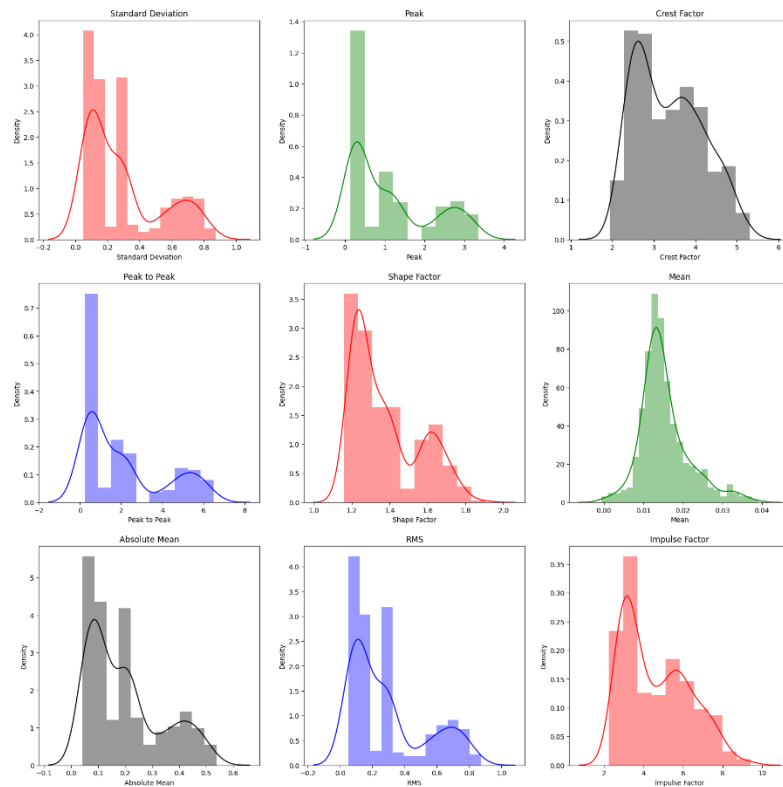 Standard Deviation
4.0
3.5
3.0
2.5
2.0
1.5
1.0
0.5
0.0
Density
−0.2 0.0 0.2 0.4 0.6 0.8 1.0
Standard Deviation
Peak
1.4
1.2
1.0
0.8
0.6
0.4
0.2
0.0
Density
−1 0 1 2 3 4
Peak
Crest Factor
0.5
0.4
0.3
0.2
0.1
0.0
Density
1 2 3 4 5 6
Crest Factor
Peak to Peak
0.7
0.6
0.5
0.4
0.3
0.2
0.1
0.0
Density
−2 0 2 4 6 8
Peak to Peak
Shape Factor
3.5
3.0
2.5
2.0
1.5
1.0
0.5
0.0
Density
1.0 1.2 1.4 1.6 1.8 2.0
Shape Factor
Mean
100
80
60
40
20
0
Density
0.00 0.01 0.02 0.03 0.04
Mean
Absolute Mean
5
4
3
2
1
0
Density
−0.1 0.0 0.1 0.2 0.3 0.4 0.5 0.6
Absolute Mean
RMS
4.0
3.5
3.0
2.5
2.0
1.5
1.0
0.5
0.0
Density
−0.2 0.0 0.2 0.4 0.6 0.8 1.0
RMS
Impulse Factor
0.35
0.30
0.25
0.20
0.15
0.10
0.05
0.00
Density
2 4 6 8 10
Impulse Factor